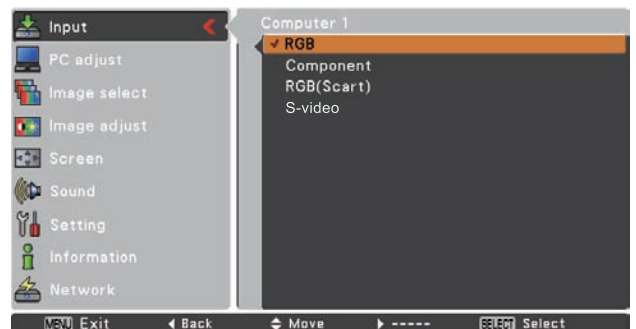 Input
PC adjust
Image select
Image adjust
Screen
Sound
Setting
Information
Network
Computer 1
RGB
Component
RGB(Scart)
S-video
MENU Exit ◀ Back ◆ Move ▶ ----- SELECT Select